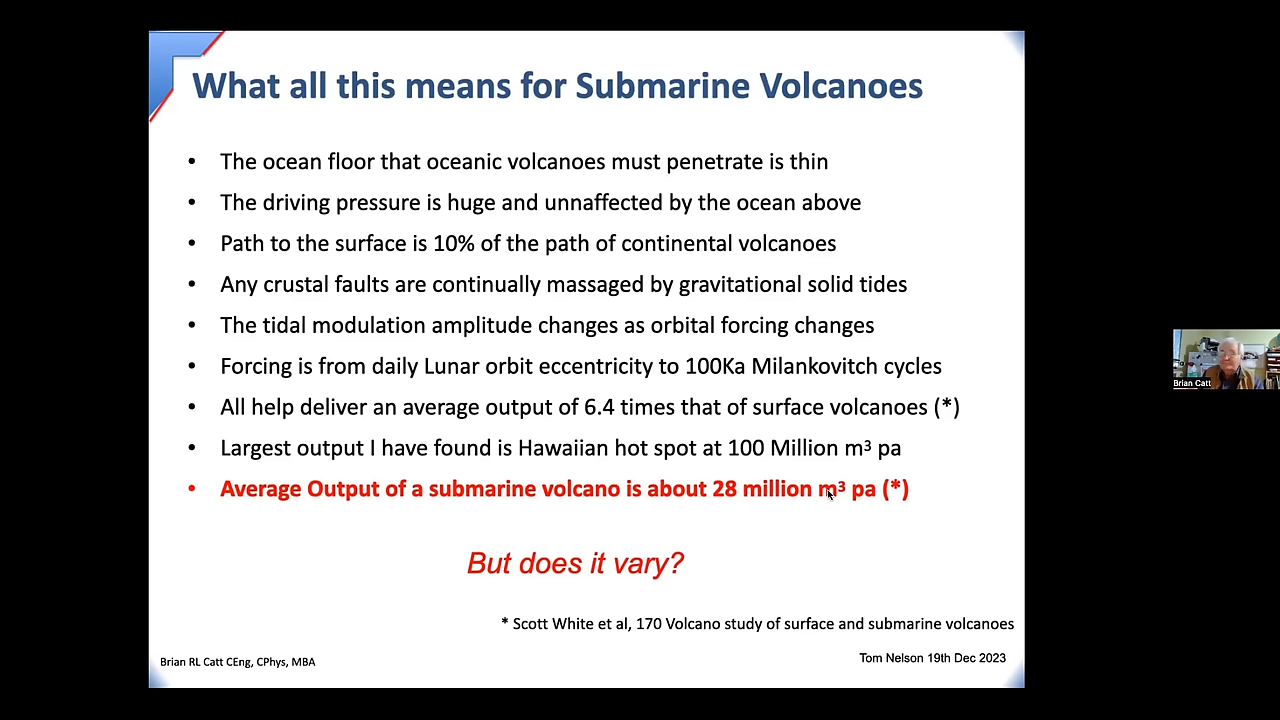 What all this means for Submarine Volcanoes
• The ocean floor that oceanic volcanoes must penetrate is thin
• The driving pressure is huge and unnaffected by the ocean above
• Path to the surface is 10% of the path of continental volcanoes
• Any crustal faults are continually massaged by gravitational solid tides
• The tidal modulation amplitude changes as orbital forcing changes
• Forcing is from daily Lunar orbit eccentricity to 100Ka Milankovitch cycles
• All help deliver an average output of 6.4 times that of surface volcanoes (*)
• Largest output I have found is Hawaiian hot spot at 100 Million m³ pa
• Average Output of a submarine volcano is about 28 million m³ pa (*)
But does it vary?
* Scott White et al, 170 Volcano study of surface and submarine volcanoes
Brian RL Catt CEng, CPhys, MBA
Tom Nelson 19th Dec 2023
Brian Catt